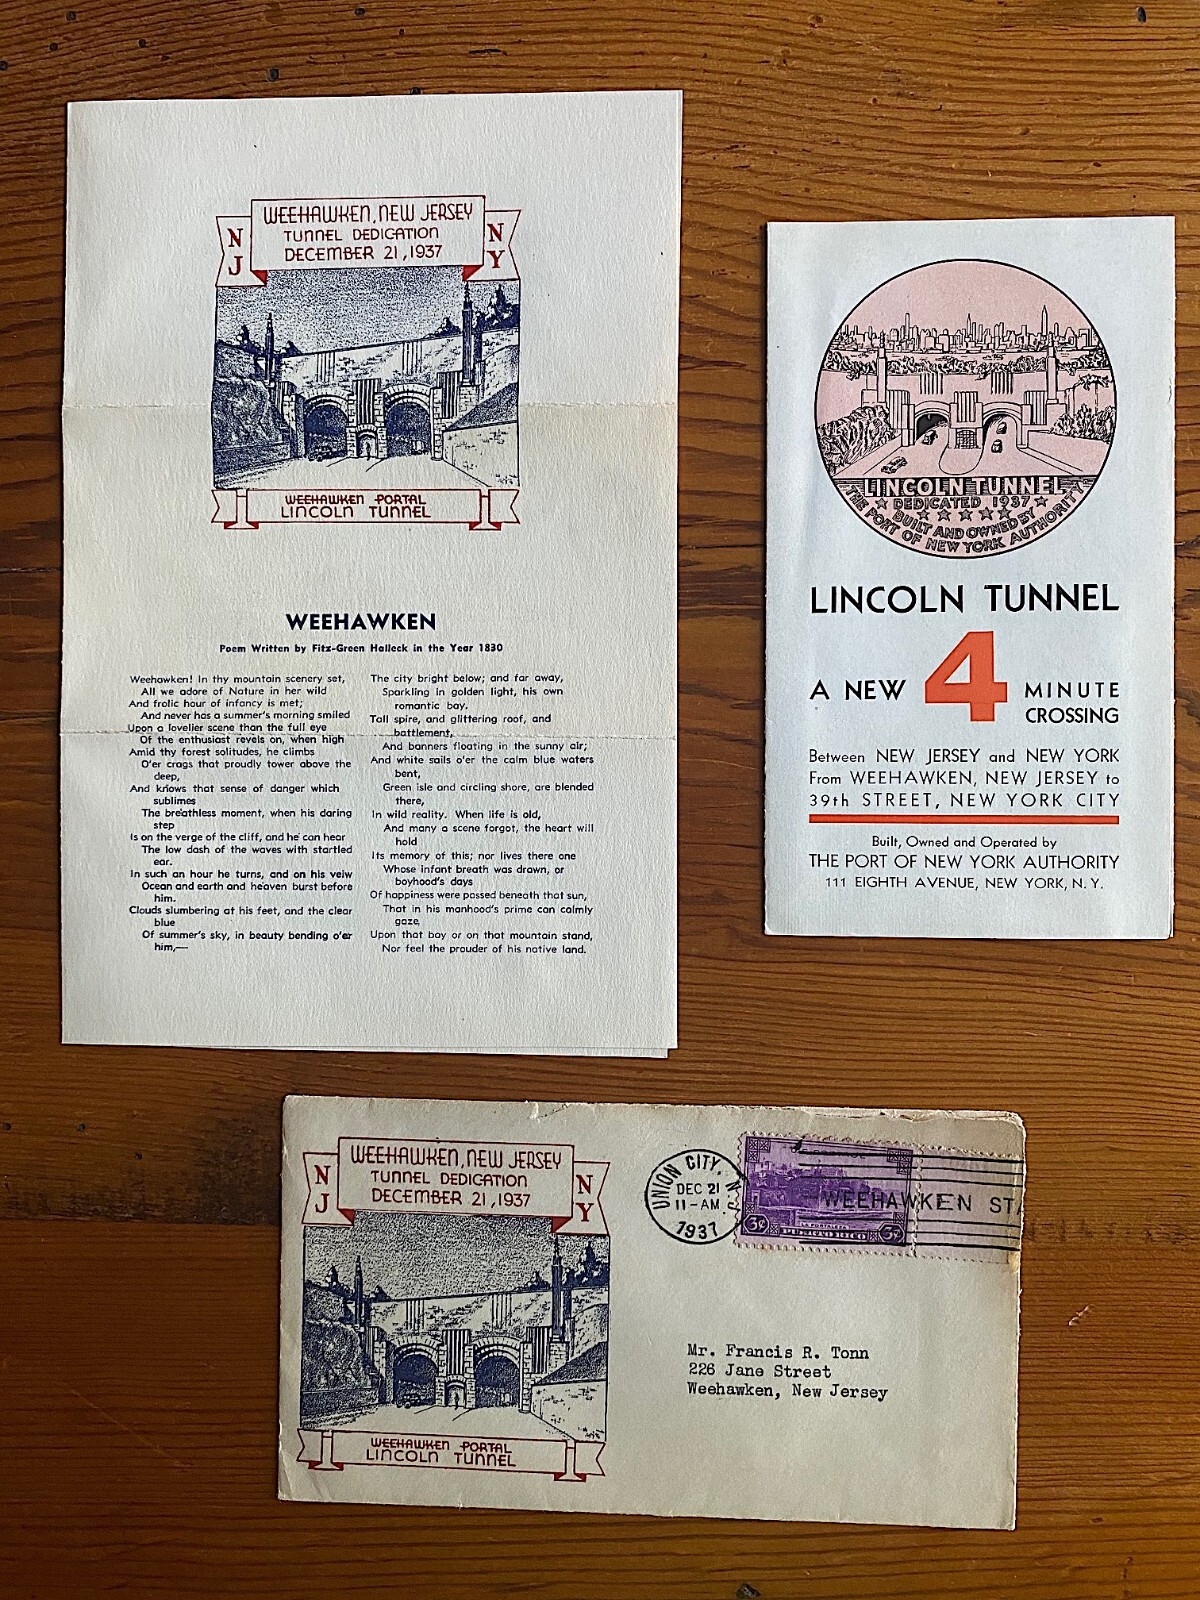 WEEHAWKEN, NEW JERSEY
TUNNEL DEDICATION
DECEMBER 21, 1937
NJ
NY
WEEHAWKEN PORTAL
LINCOLN TUNNEL
WEEHAWKEN
Poem Written by Fitz-Green Halleck in the Year 1830
Weehawken! In thy mountain scenery set,
All we adore of Nature in her wild
And frolic hour of infancy is met;
And never has a summer's morning smiled
Upon a lovelier scene than the full eye
Of the enthusiast revels on, when high
Amid thy forest solitudes, he climbs
O'er crags that proudly tower above the
deep,
And knows that sense of danger which
sublimes
The breathless moment, when his daring
step
Is on the verge of the cliff, and he can hear
The low dash of the waves with startled
ear.
In such an hour he turns, and on his veiw
Ocean and earth and heaven burst before
him.
Clouds slumbering at his feet, and the clear
blue
Of summer's sky, in beauty bending o'er
him,—
The city bright below; and far away,
Sparkling in golden light, his own
romantic bay.
Tall spire, and glittering roof, and
battlement,
And banners floating in the sunny air;
And white sails o'er the calm blue waters
bent,
Green isle and circling shore, are blended
there,
In wild reality. When life is old,
And many a scene forgot, the heart will
hold
Its memory of this; nor lives there one
Whose infant breath was drawn, or
boyhood's days
Of happiness were passed beneath that sun,
That in his manhood's prime can calmly
gaze,
Upon that bay or on that mountain stand,
Nor feel the prouder of his native land.
LINCOLN TUNNEL
DEDICATED 1937
BUILT AND OWNED BY
THE PORT OF NEW YORK AUTHORITY
LINCOLN TUNNEL
A NEW 4 MINUTE
CROSSING
Between NEW JERSEY and NEW YORK
From WEEHAWKEN, NEW JERSEY to
39th STREET, NEW YORK CITY
Built, Owned and Operated by
THE PORT OF NEW YORK AUTHORITY
111 EIGHTH AVENUE, NEW YORK, N. Y.
WEEHAWKEN, NEW JERSEY
TUNNEL DEDICATION
DECEMBER 21, 1937
NJ
NY
WEEHAWKEN PORTAL
LINCOLN TUNNEL
UNION CITY, N.J.
DEC 21
11-AM
1937
WEEHAWKEN STA
LA FORTALEZA
3¢ PUERTO RICO 3¢
Mr. Francis R. Tonn
226 Jane Street
Weehawken, New Jersey